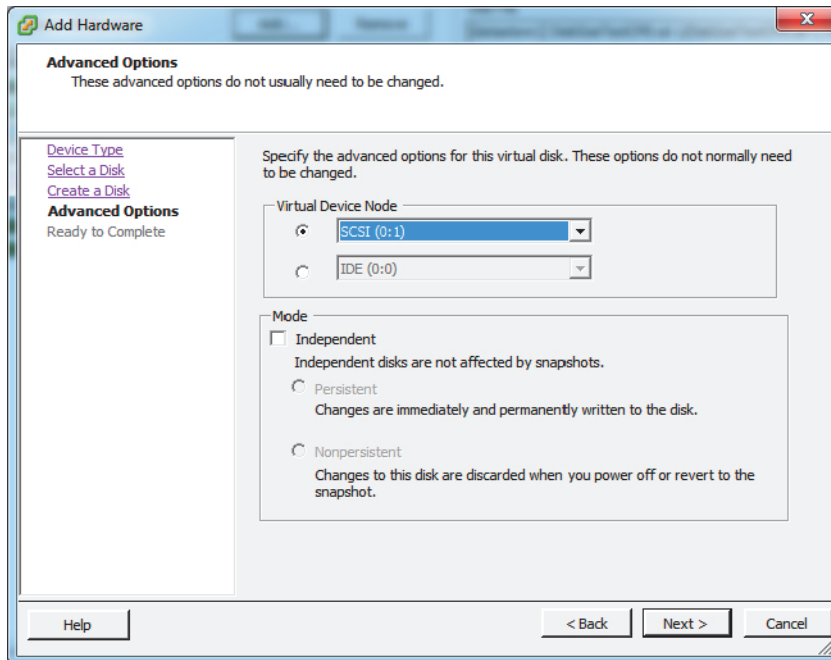 Add Hardware
Advanced Options
These advanced options do not usually need to be changed.
Device Type
Select a Disk
Create a Disk
Advanced Options
Ready to Complete
Specify the advanced options for this virtual disk. These options do not normally need
to be changed.
Virtual Device Node
SCSI (0:1)
IDE (0:0)
Mode
Independent
Independent disks are not affected by snapshots.
Persistent
Changes are immediately and permanently written to the disk.
Nonpersistent
Changes to this disk are discarded when you power off or revert to the
snapshot.
Help
< Back
Next >
Cancel